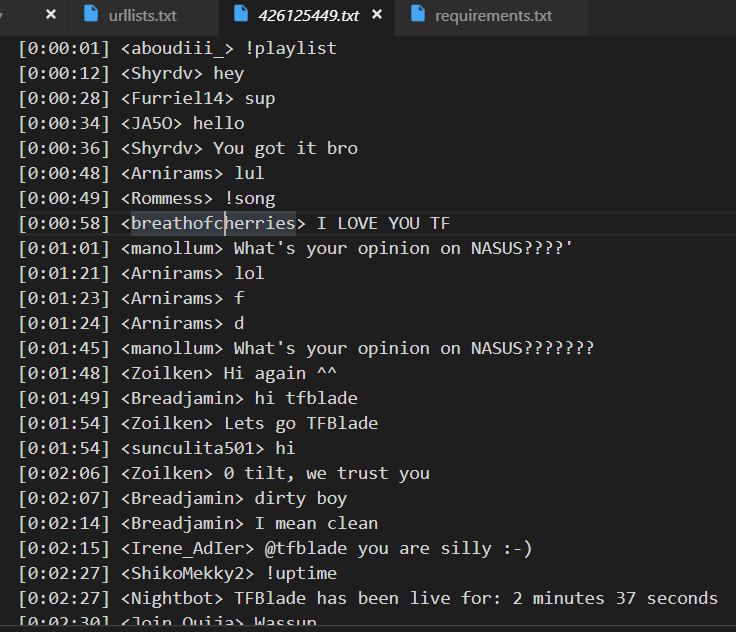 urllists.txt 426125449.txt requirements.txt
[0:00:01] <aboudiii_> !playlist
[0:00:12] <Shyrdv> hey
[0:00:28] <Furriel14> sup
[0:00:34] <JA5O> hello
[0:00:36] <Shyrdv> You got it bro
[0:00:48] <Arnirams> lul
[0:00:49] <Rommess> !song
[0:00:58] <breathofcherries> I LOVE YOU TF
[0:01:01] <manollum> What's your opinion on NASUS????'
[0:01:21] <Arnirams> lol
[0:01:23] <Arnirams> f
[0:01:24] <Arnirams> d
[0:01:45] <manollum> What's your opinion on NASUS???????
[0:01:48] <Zoilken> Hi again ^^
[0:01:49] <Breadjamin> hi tfblade
[0:01:54] <Zoilken> Lets go TFBlade
[0:01:54] <sunculita501> hi
[0:02:06] <Zoilken> 0 tilt, we trust you
[0:02:07] <Breadjamin> dirty boy
[0:02:14] <Breadjamin> I mean clean
[0:02:15] <Irene_AdIer> @tfblade you are silly :-)
[0:02:27] <ShikoMekky2> !uptime
[0:02:27] <Nightbot> TFBlade has been live for: 2 minutes 37 seconds
[0:02:30] <Join_Ouija> Wassup